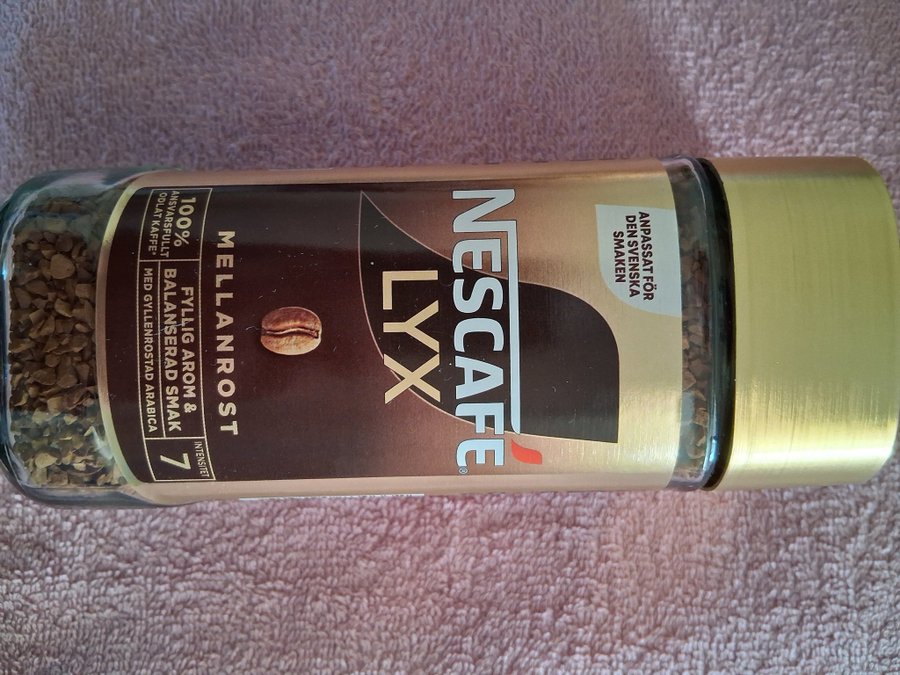 ANPASSAT FÖR
DEN SVENSKA
SMAKEN
NESCAFÉ®
LYX
MELLANROST
100%
ANSVARSFULLT
ODLAT KAFFE*
FYLLIG AROM &
BALANSERAD SMAK
MED GYLLENROSTAD ARABICA
INTENSITET
7